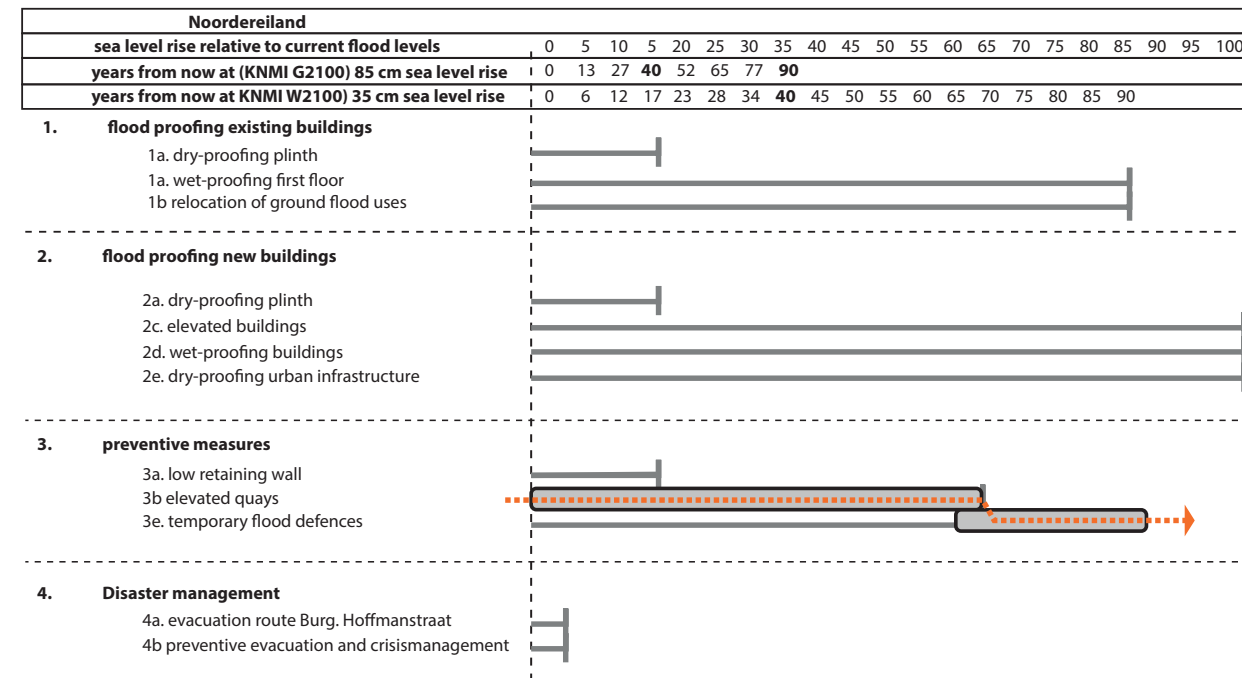 Noordereiland
sea level rise relative to current flood levels 0 5 10 5 20 25 30 35 40 45 50 55 60 65 70 75 80 85 90 95 100
years from now at (KNMI G2100) 85 cm sea level rise 0 13 27 40 52 65 77 90
years from now at KNMI W2100) 35 cm sea level rise 0 6 12 17 23 28 34 40 45 50 55 60 65 70 75 80 85 90
1. flood proofing existing buildings
1a. dry-proofing plinth
1a. wet-proofing first floor
1b relocation of ground flood uses
2. flood proofing new buildings
2a. dry-proofing plinth
2c. elevated buildings
2d. wet-proofing buildings
2e. dry-proofing urban infrastructure
3. preventive measures
3a. low retaining wall
3b elevated quays
3e. temporary flood defences
4. Disaster management
4a. evacuation route Burg. Hoffmanstraat
4b preventive evacuation and crisismanagement